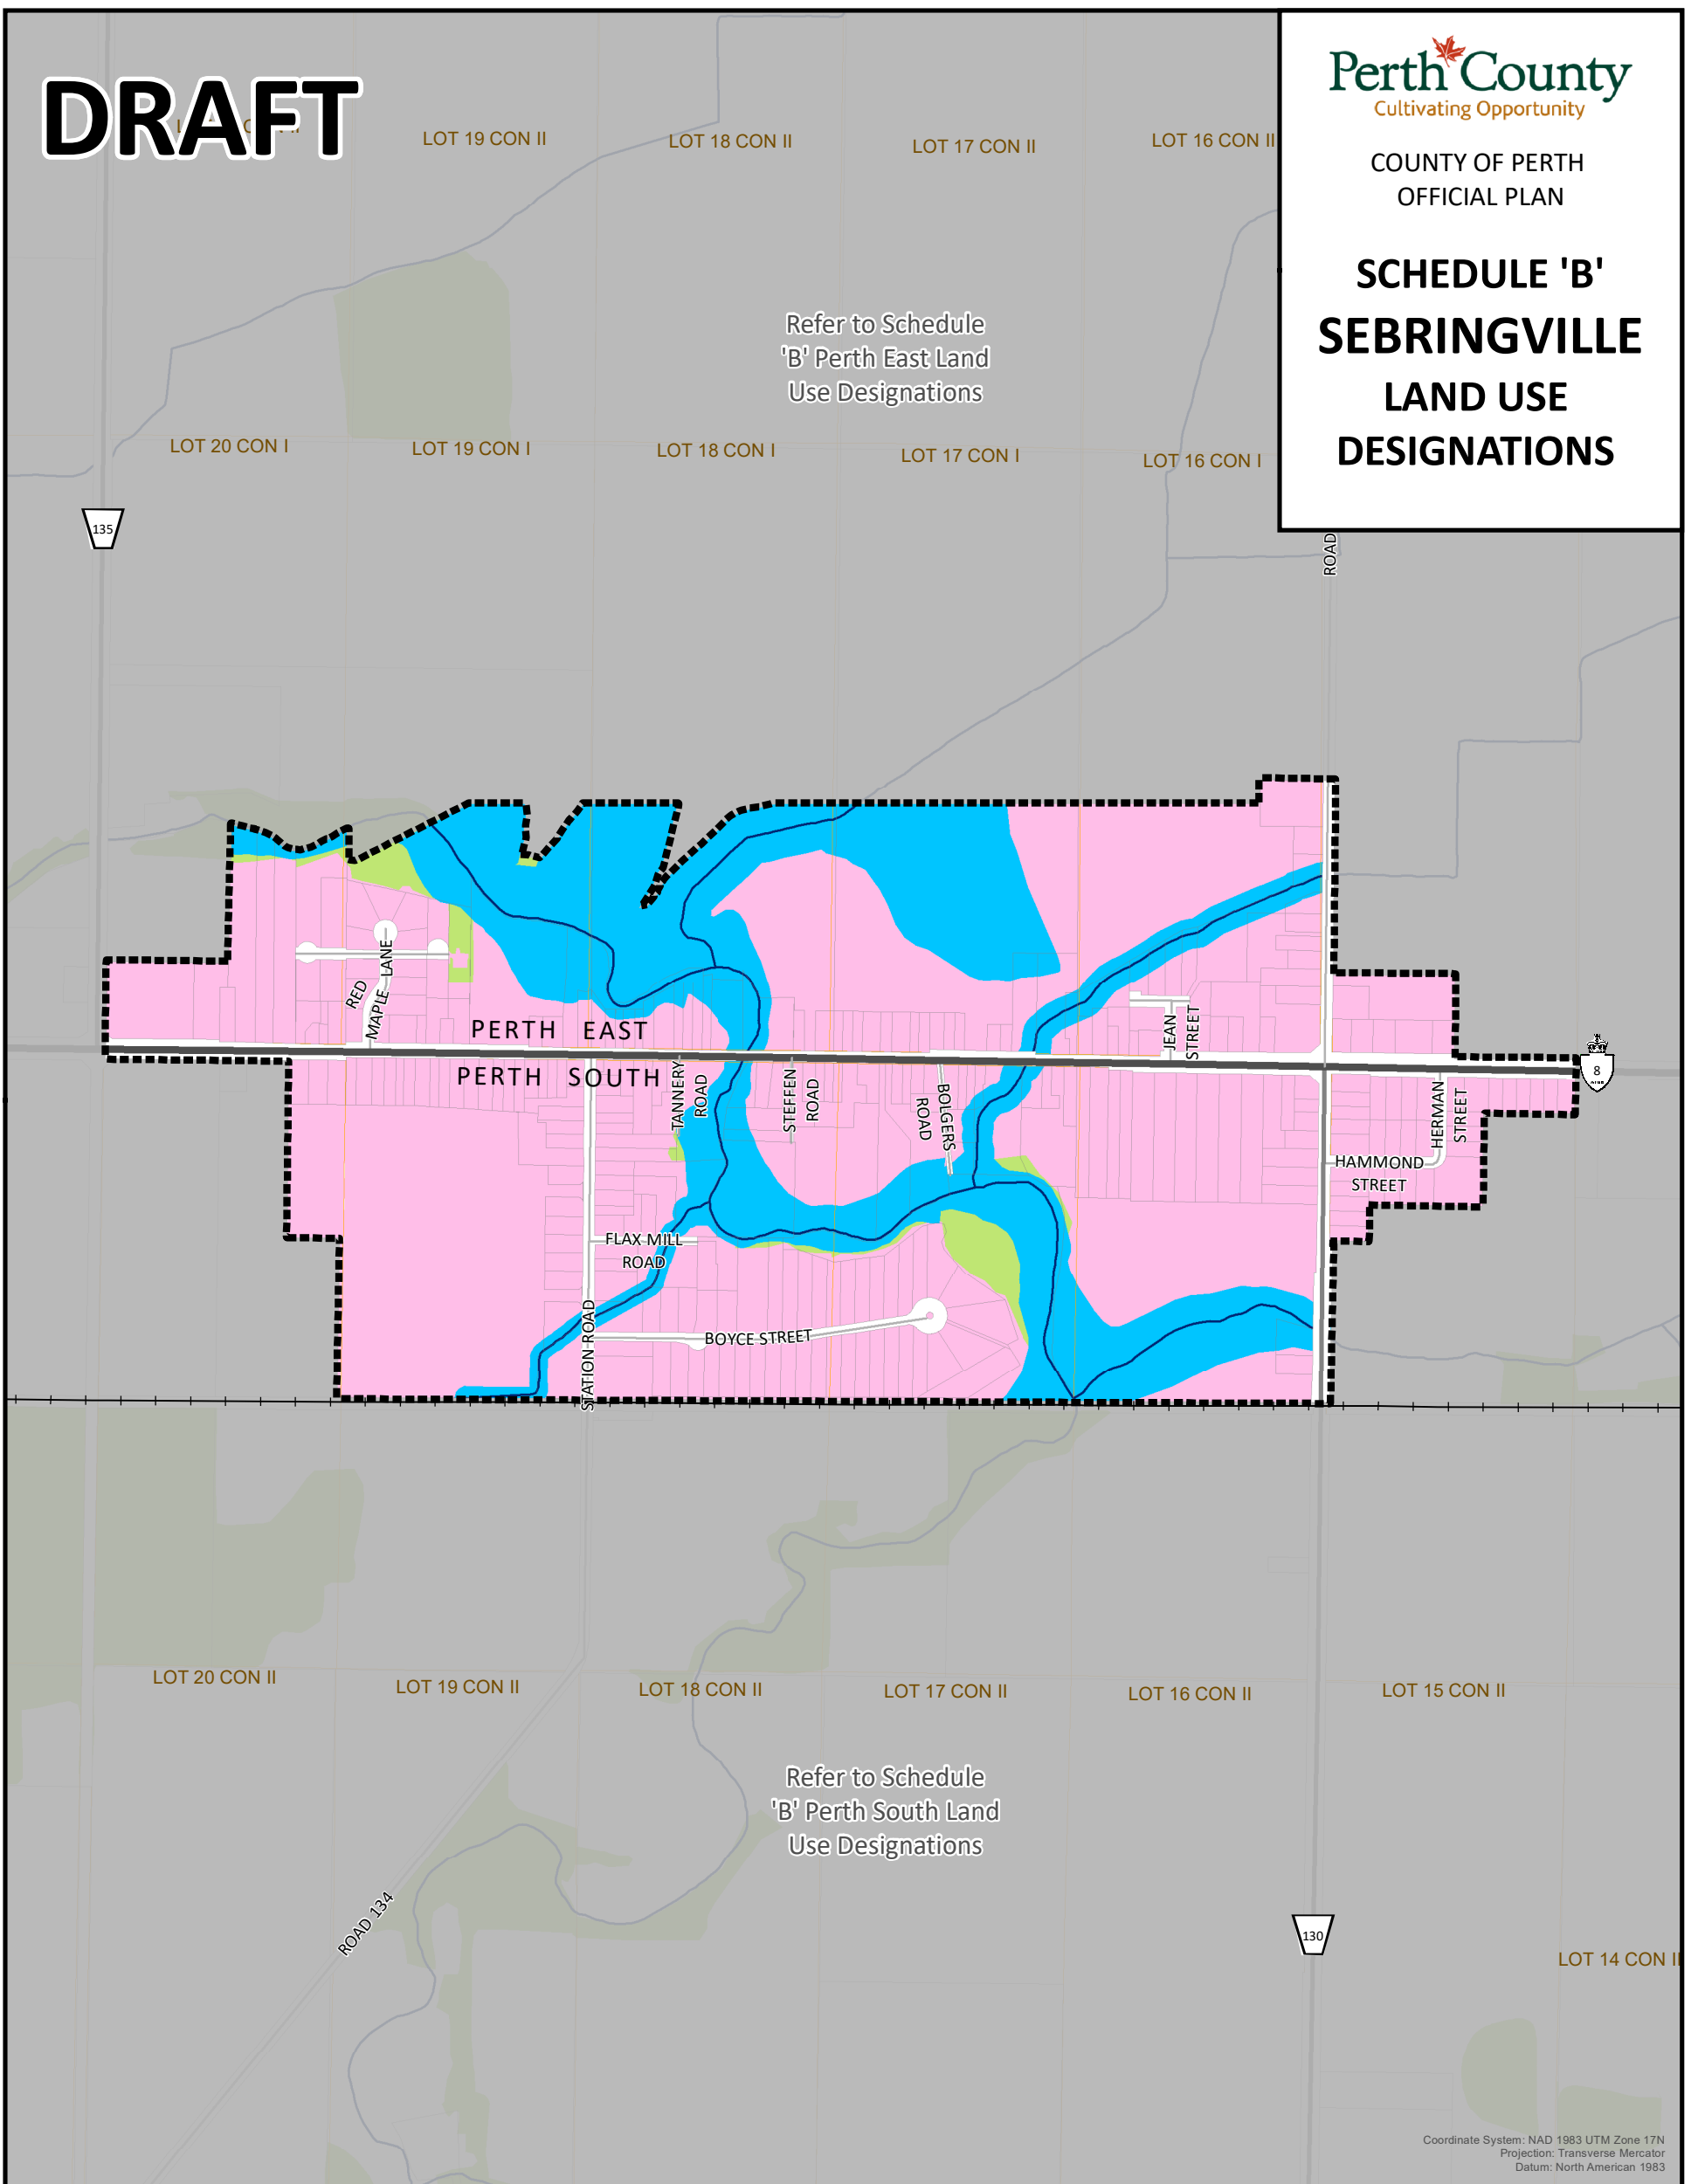 DRAFT
Perth County
Cultivating Opportunity
COUNTY OF PERTH
OFFICIAL PLAN
SCHEDULE 'B'
SEBRINGVILLE
LAND USE
DESIGNATIONS
LOT 19 CON II
LOT 18 CON II
LOT 17 CON II
LOT 16 CON II
Refer to Schedule
'B' Perth East Land
Use Designations
LOT 20 CON I
LOT 19 CON I
LOT 18 CON I
LOT 17 CON I
LOT 16 CON I
135
ROAD
RED
MAPLE
LANE
PERTH EAST
PERTH SOUTH
JEAN
STREET
8
TANNERY
ROAD
STEFFEN
ROAD
BOLGERS
ROAD
HERMAN
STREET
HAMMOND
STREET
FLAX MILL
ROAD
STATION ROAD
BOYCE STREET
LOT 20 CON II
LOT 19 CON II
LOT 18 CON II
LOT 17 CON II
LOT 16 CON II
LOT 15 CON II
Refer to Schedule
'B' Perth South Land
Use Designations
ROAD 134
130
LOT 14 CON II
Coordinate System: NAD 1983 UTM Zone 17N
Projection: Transverse Mercator
Datum: North American 1983